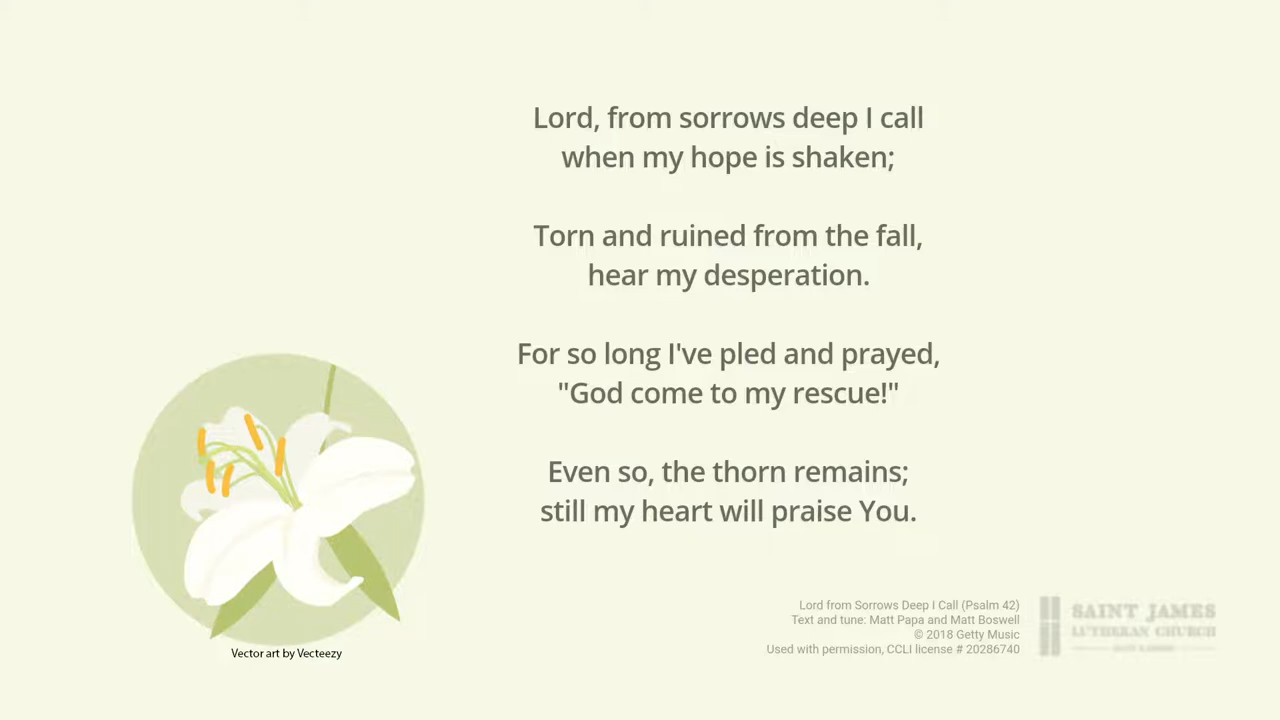 Lord, from sorrows deep I call
when my hope is shaken;
Torn and ruined from the fall,
hear my desperation.
For so long I've pled and prayed,
"God come to my rescue!"
Even so, the thorn remains;
still my heart will praise You.
Vector art by Vecteezy
Lord from Sorrows Deep I Call (Psalm 42)
Text and tune: Matt Papa and Matt Boswell
© 2018 Getty Music
Used with permission, CCLI license # 20286740
SAINT JAMES
LUTHERAN CHURCH